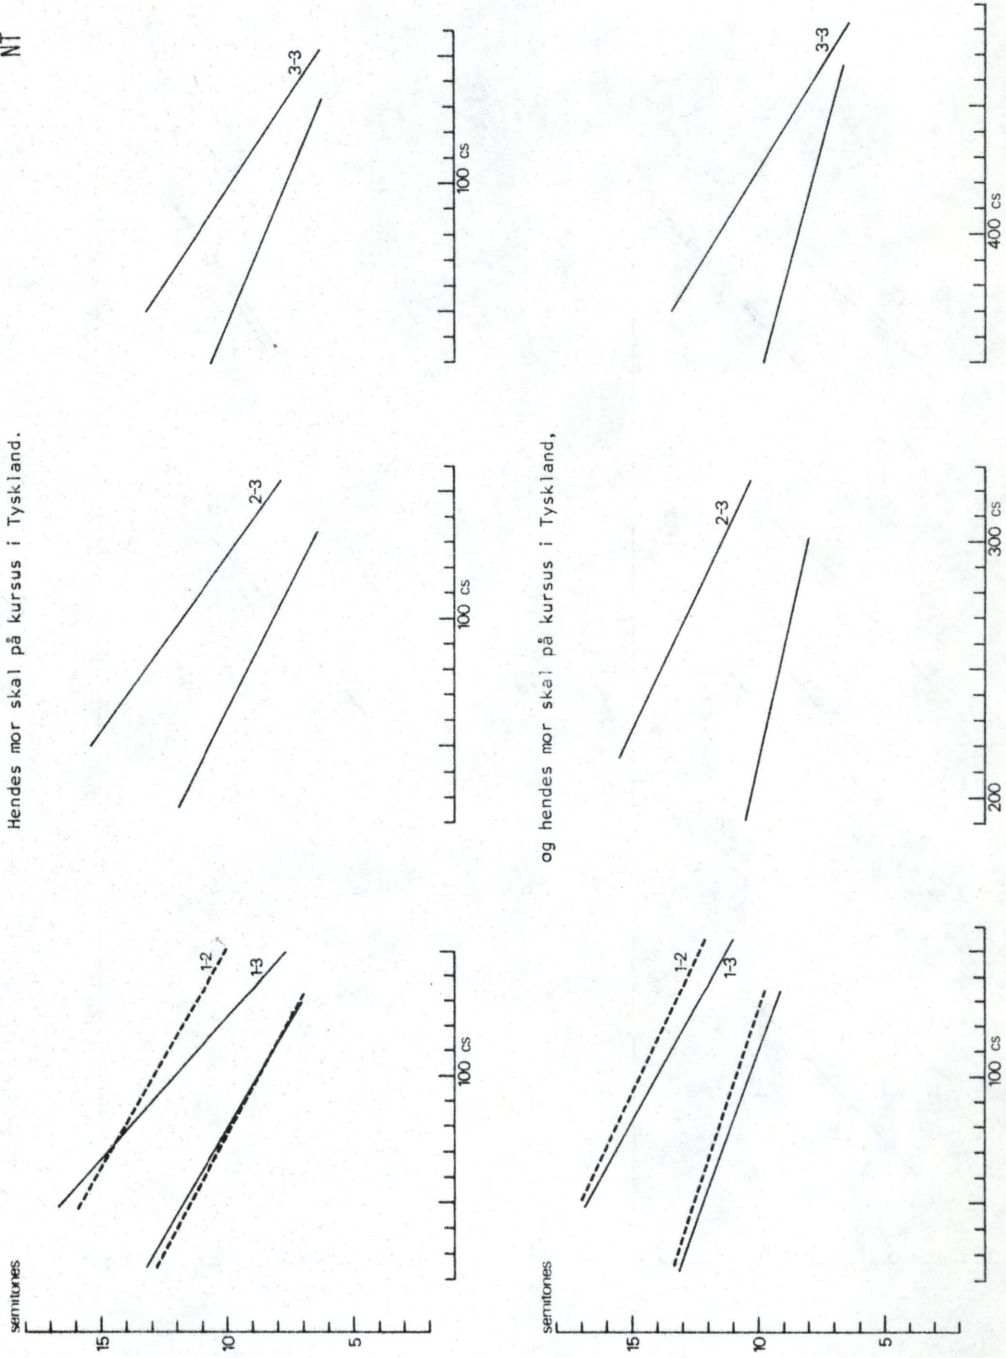 NT
Hendes mor skal på kursus i Tyskland.
semitones
15
10
5
1-2
1-3
100 cs
2-3
100 cs
3-3
100 cs
og hendes mor skal på kursus i Tyskland,
semitones
15
10
5
1-2
1-3
100 cs
2-3
200
300 cs
3-3
400 cs